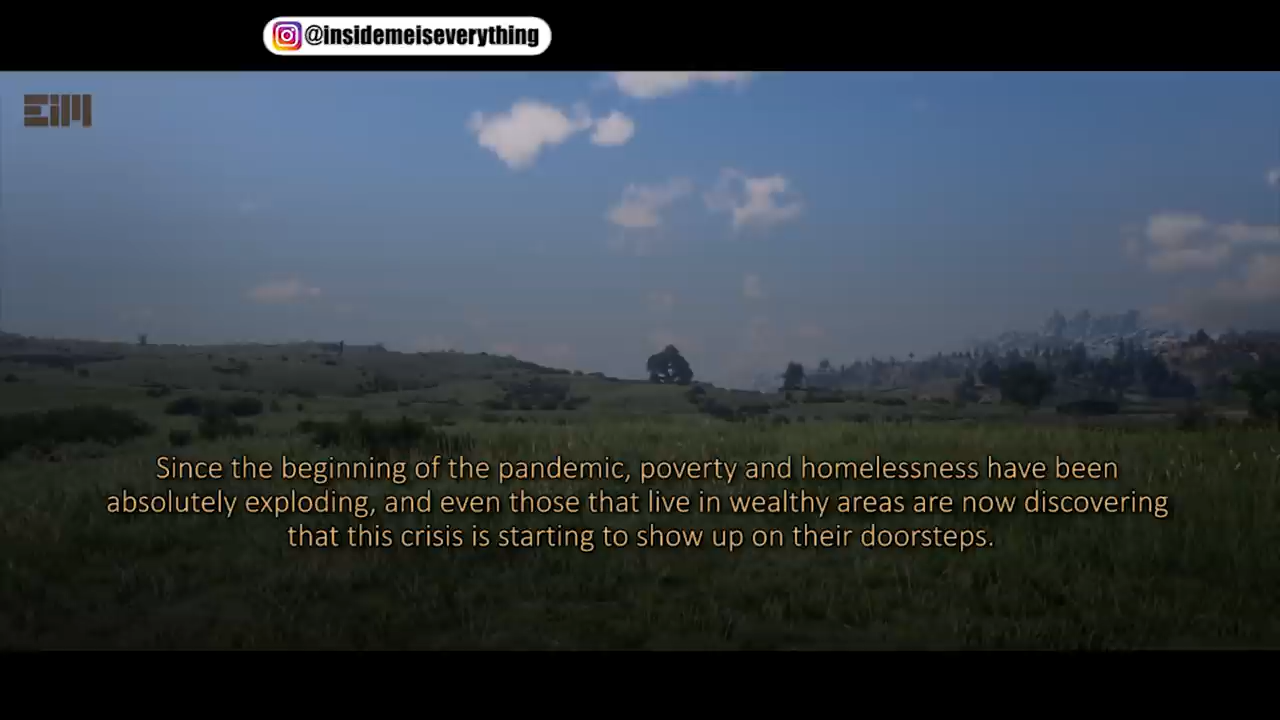 @insidemeiseverything
EiM
Since the beginning of the pandemic, poverty and homelessness have been
absolutely exploding, and even those that live in wealthy areas are now discovering
that this crisis is starting to show up on their doorsteps.